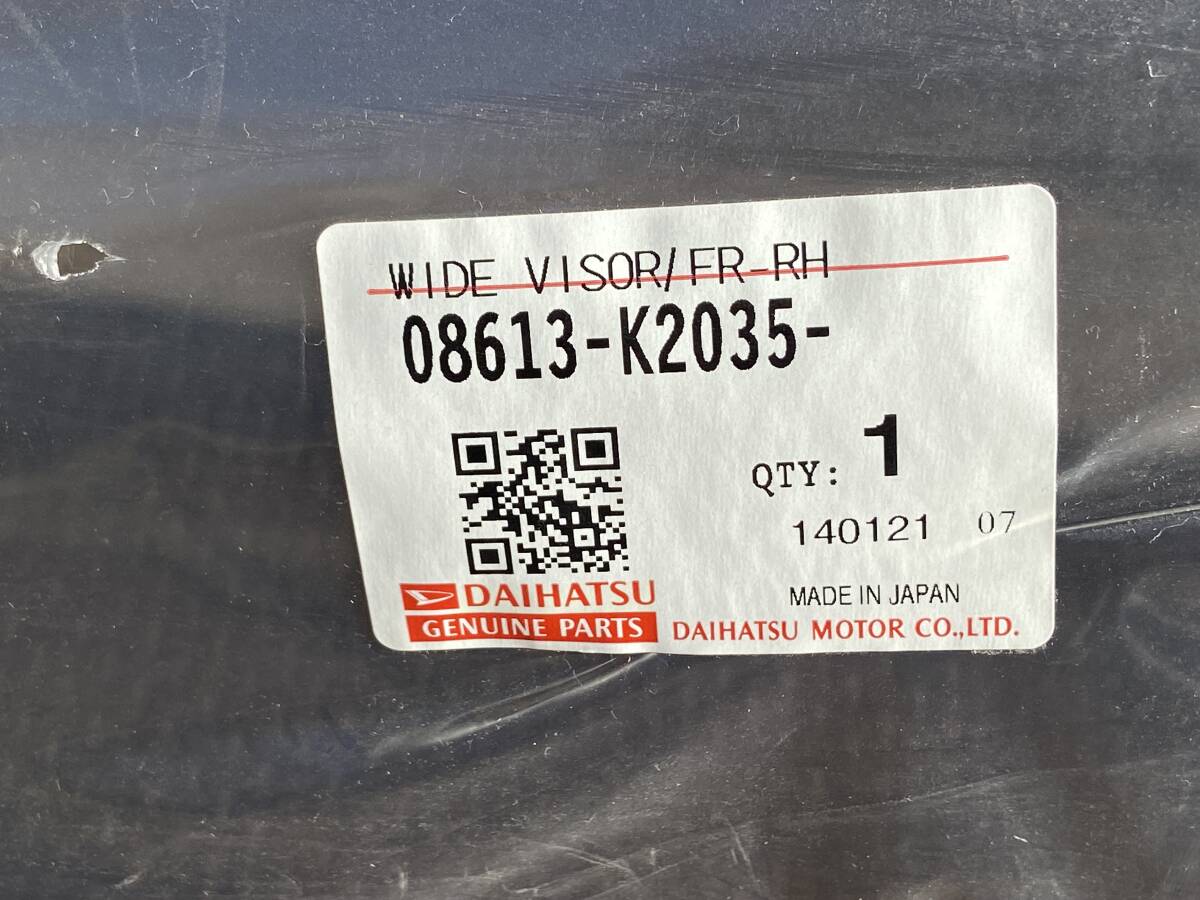 WIDE VISOR/FR-RH
08613-K2035-
QTY: 1
140121 07
MADE IN JAPAN
DAIHATSU
GENUINE PARTS
DAIHATSU MOTOR CO.,LTD.